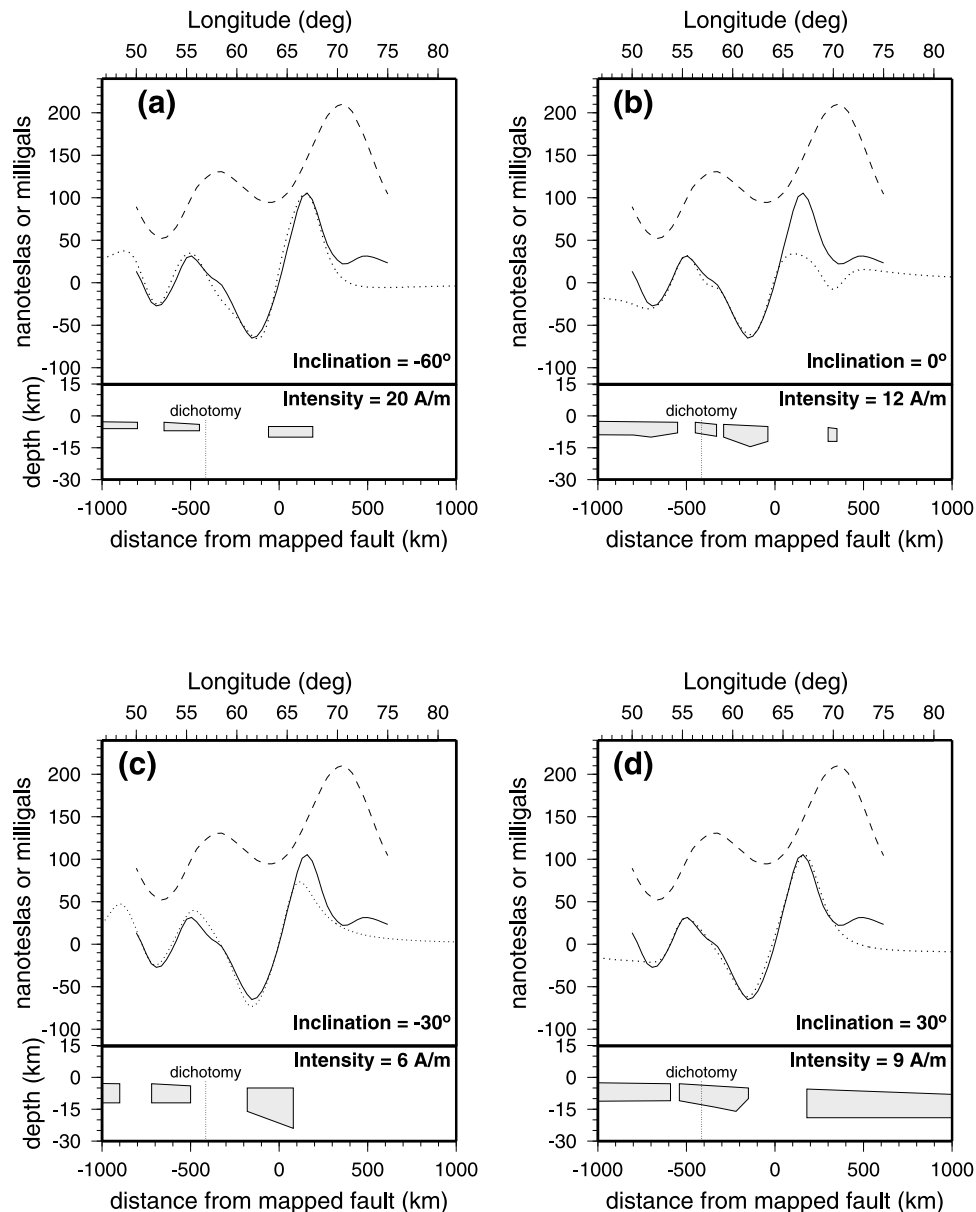 Longitude (deg)
50 55 60 65 70 75 80
(a)
nanoteslas or milligals
200
150
100
50
0
-50
-100
Inclination = -60º
depth (km)
15
0
-15
-30
Intensity = 20 A/m
dichotomy
-1000 -500 0 500 1000
distance from mapped fault (km)
Longitude (deg)
50 55 60 65 70 75 80
(b)
nanoteslas or milligals
200
150
100
50
0
-50
-100
Inclination = 0º
depth (km)
15
0
-15
-30
Intensity = 12 A/m
dichotomy
-1000 -500 0 500 1000
distance from mapped fault (km)
Longitude (deg)
50 55 60 65 70 75 80
(c)
nanoteslas or milligals
200
150
100
50
0
-50
-100
Inclination = -30º
depth (km)
15
0
-15
-30
Intensity = 6 A/m
dichotomy
-1000 -500 0 500 1000
distance from mapped fault (km)
Longitude (deg)
50 55 60 65 70 75 80
(d)
nanoteslas or milligals
200
150
100
50
0
-50
-100
Inclination = 30º
depth (km)
15
0
-15
-30
Intensity = 9 A/m
dichotomy
-1000 -500 0 500 1000
distance from mapped fault (km)